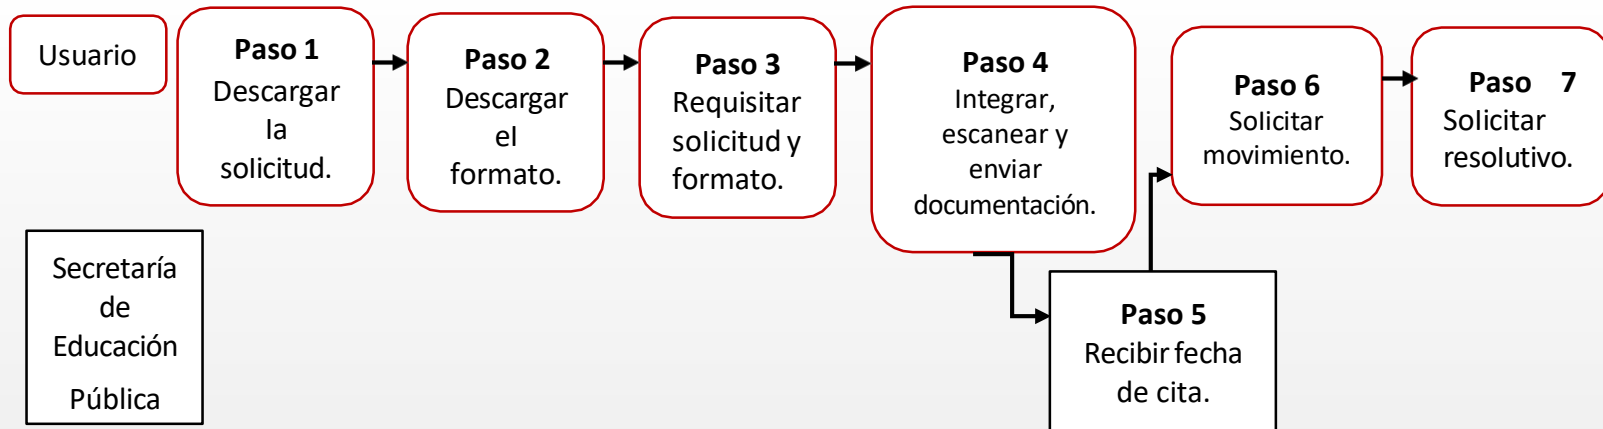 Usuario
Paso 1
Descargar
la
solicitud.
Paso 2
Descargar
el
formato.
Paso 3
Requisitar
solicitud y
formato.
Paso 4
Integrar,
escanear y
enviar
documentación.
Paso 6
Solicitar
movimiento.
Paso 7
Solicitar
resolutivo.
Secretaría
de
Educación
Pública
Paso 5
Recibir fecha
de cita.